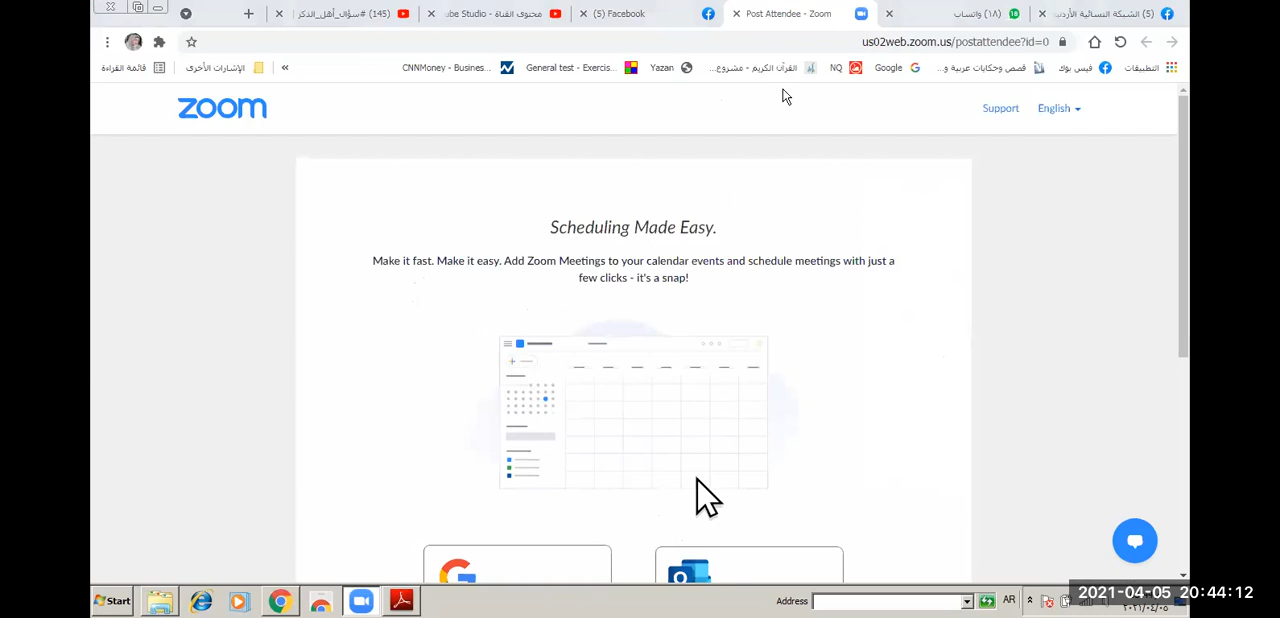 (145) #سؤال_أهل_الذكر
محتوى القناة - ube Studio
(5) Facebook
Post Attendee - Zoom
(١٨) واتساب
(5) الشبكة النسائية الأردنية
us02web.zoom.us/postattendee?id=0
قائمة القراءة
الإشارات الأخرى
«
CNNMoney - Busines...
General test - Exercis...
Yazan
القرآن الكريم - مشروع...
NQ
Google
قصص وحكايات عربية و...
فيس بوك
التطبيقات
zoom
Support
English
Scheduling Made Easy.
Make it fast. Make it easy. Add Zoom Meetings to your calendar events and schedule meetings with just a
few clicks - it's a snap!
Start
Address
AR
2021-04-05 20:44:12
٢٠٢١/٠٤/٠٥